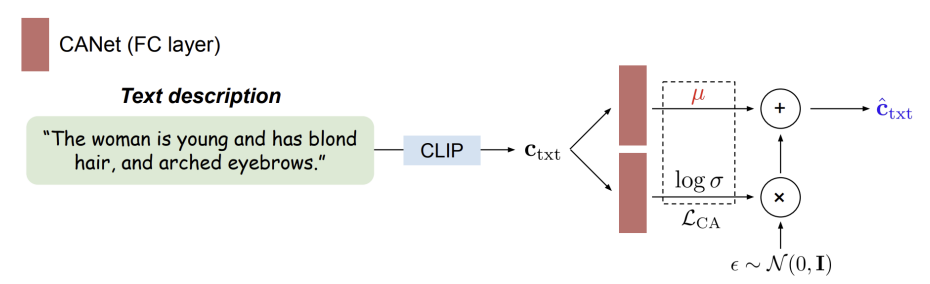 CANet (FC layer)
Text description
“The woman is young and has blond
hair, and arched eyebrows.”
CLIP
c_txt
μ
+
ĉ_txt
log σ
×
ℒ_CA
ϵ ∼ 𝒩(0, I)